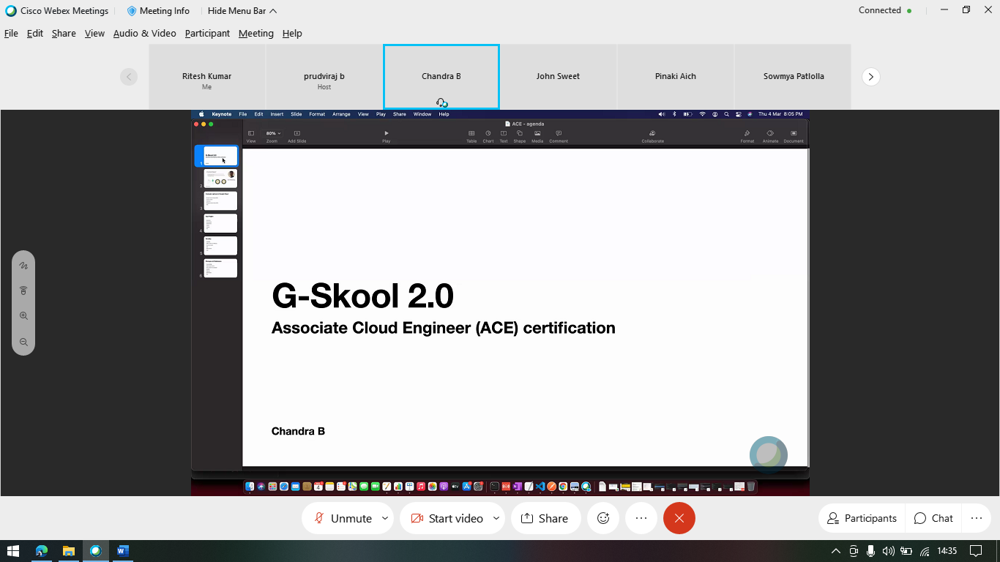 Cisco Webex Meetings Meeting Info Hide Menu Bar Connected
File Edit Share View Audio & Video Participant Meeting Help
Ritesh Kumar
Me
prudviraj b
Host
Chandra B
John Sweet
Pinaki Aich
Sowmya Patlolla
Keynote File Edit Insert Slide Format Arrange View Play Share Window Help Thu 4 Mar 8:05 PM
ACE - agenda
80%
View Zoom Add Slide Play Table Chart Text Shape Media Comment Collaborate Format Animate Document
1
2
3
4
5
6
G-Skool 2.0
Associate Cloud Engineer (ACE) certification
Chandra B
Unmute Start video Share Participants Chat
14:35